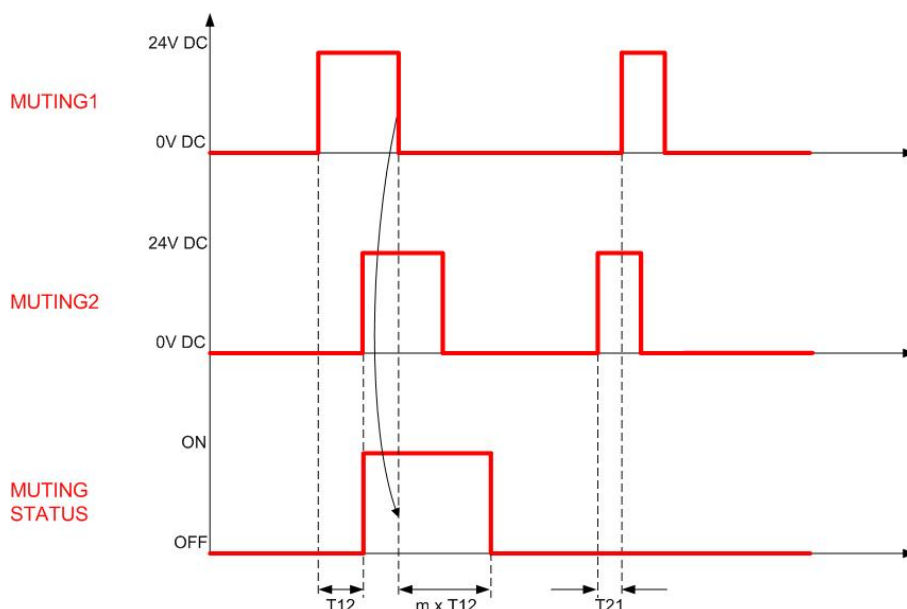 24V DC
MUTING1
0V DC
24V DC
MUTING2
0V DC
ON
MUTING
STATUS
OFF
T12
m x T12
T21